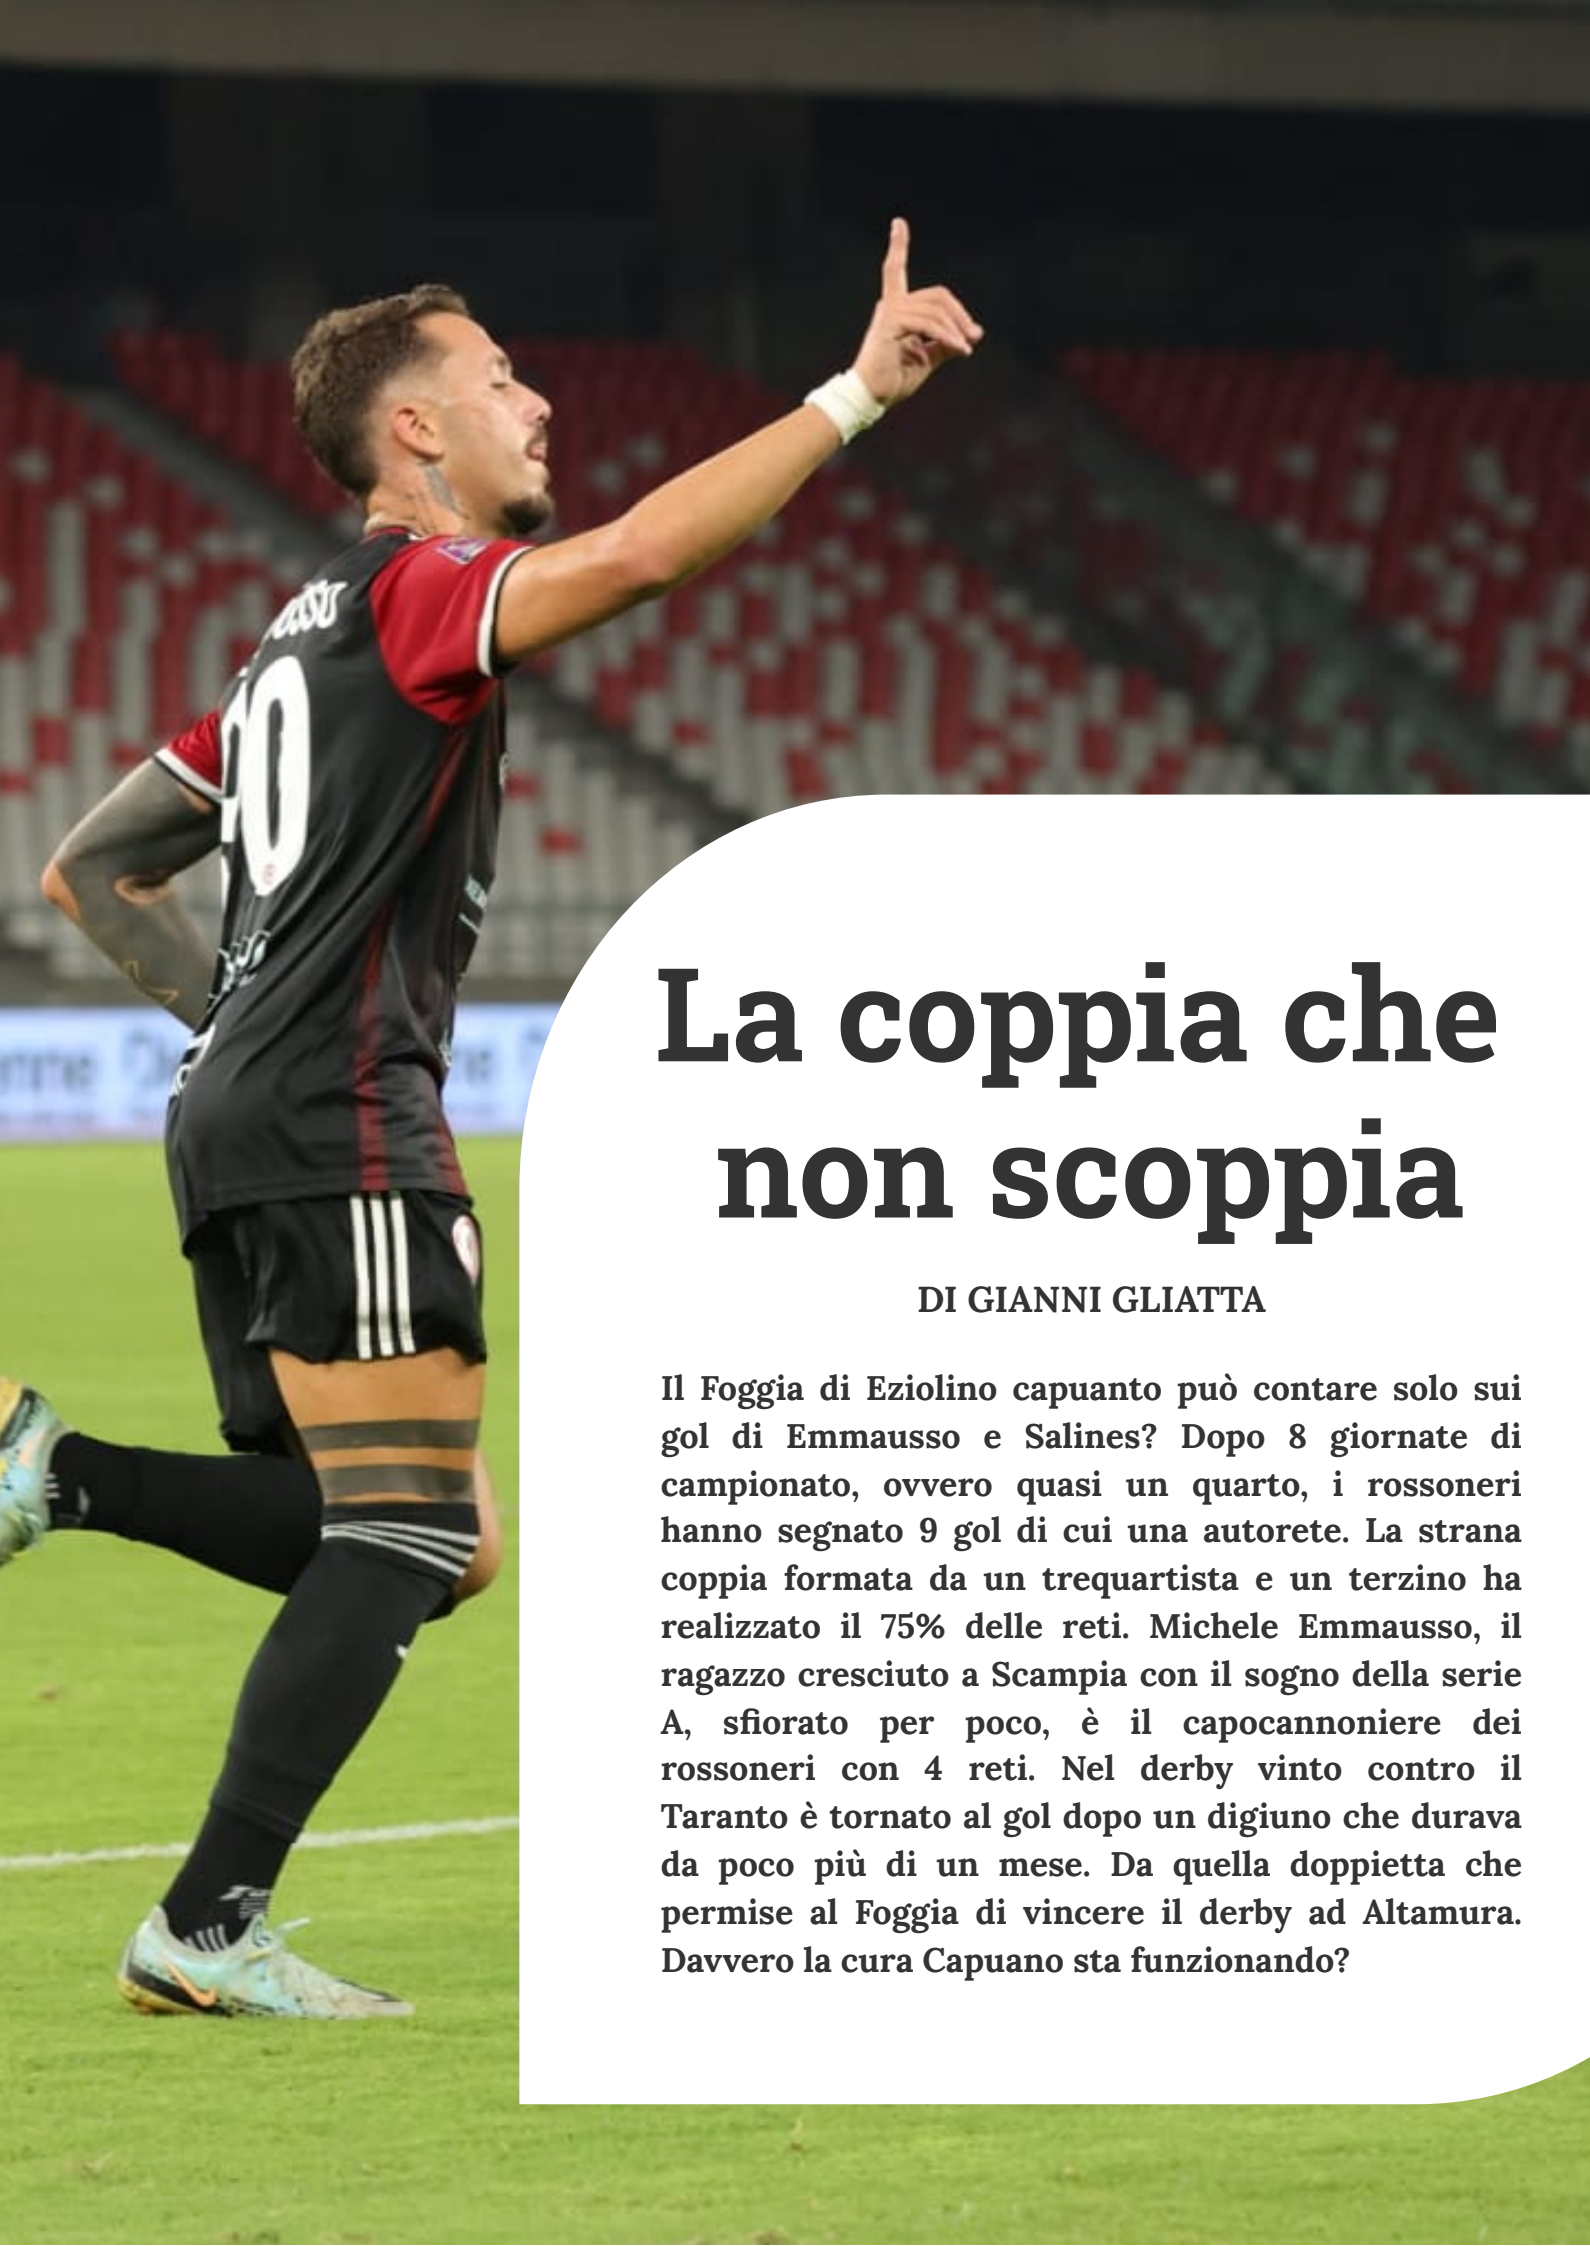 La coppia che
non scoppia
DI GIANNI GLIATTA
Il Foggia di Eziolino capuanto può contare solo sui
gol di Emmausso e Salines? Dopo 8 giornate di
campionato, ovvero quasi un quarto, i rossoneri
hanno segnato 9 gol di cui una autorete. La strana
coppia formata da un trequartista e un terzino ha
realizzato il 75% delle reti. Michele Emmausso, il
ragazzo cresciuto a Scampia con il sogno della serie
A, sfiorato per poco, è il capocannoniere dei
rossoneri con 4 reti. Nel derby vinto contro il
Taranto è tornato al gol dopo un digiuno che durava
da poco più di un mese. Da quella doppietta che
permise al Foggia di vincere il derby ad Altamura.
Davvero la cura Capuano sta funzionando?